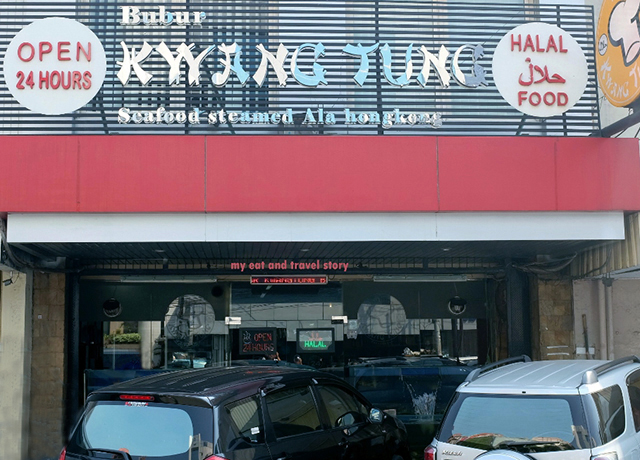 Bubur
OPEN
24 HOURS
KWANG TUNG
HALAL
حلال
FOOD
Seafood steamed Ala hongkong
my eat and travel story
OPEN
24 HOURS
HALAL